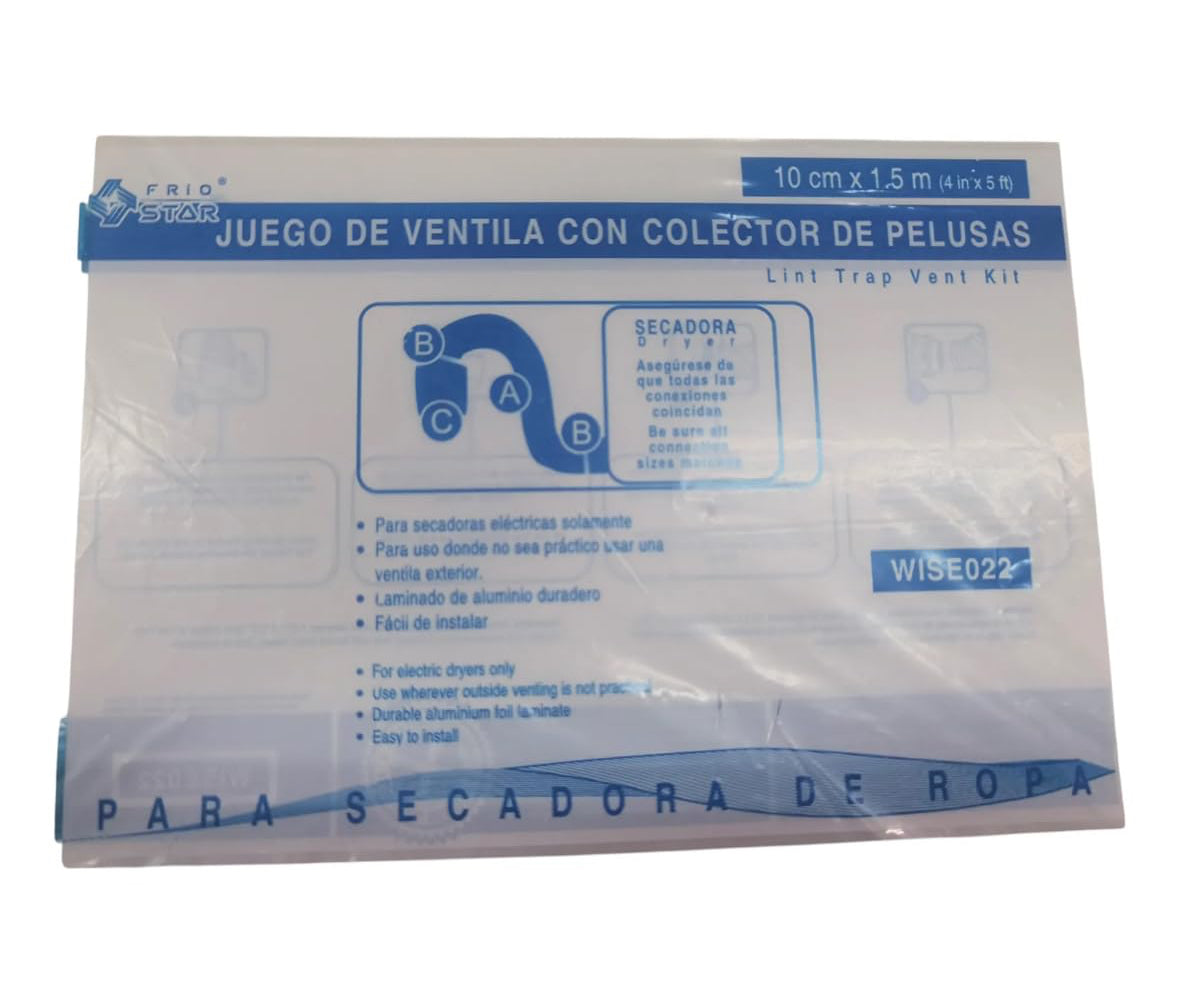 10 cm x 1.5 m (4 in x 5 ft)
FRIO®
STAR
JUEGO DE VENTILA CON COLECTOR DE PELUSAS
Lint Trap Vent Kit
SECADORA
Dryer
Asegúrese de
que todas las
conexiones
coincidan
Be sure all
connection
sizes
B
A
C
B
• Para secadoras eléctricas solamente
• Para uso donde no sea práctico usar una
ventila exterior.
• Laminado de aluminio duradero
• Fácil de instalar
WISE022
• For electric dryers only
• Use wherever outside venting is not practical
• Durable aluminium foil laminate
• Easy to install
PARA SECADORA DE ROPA